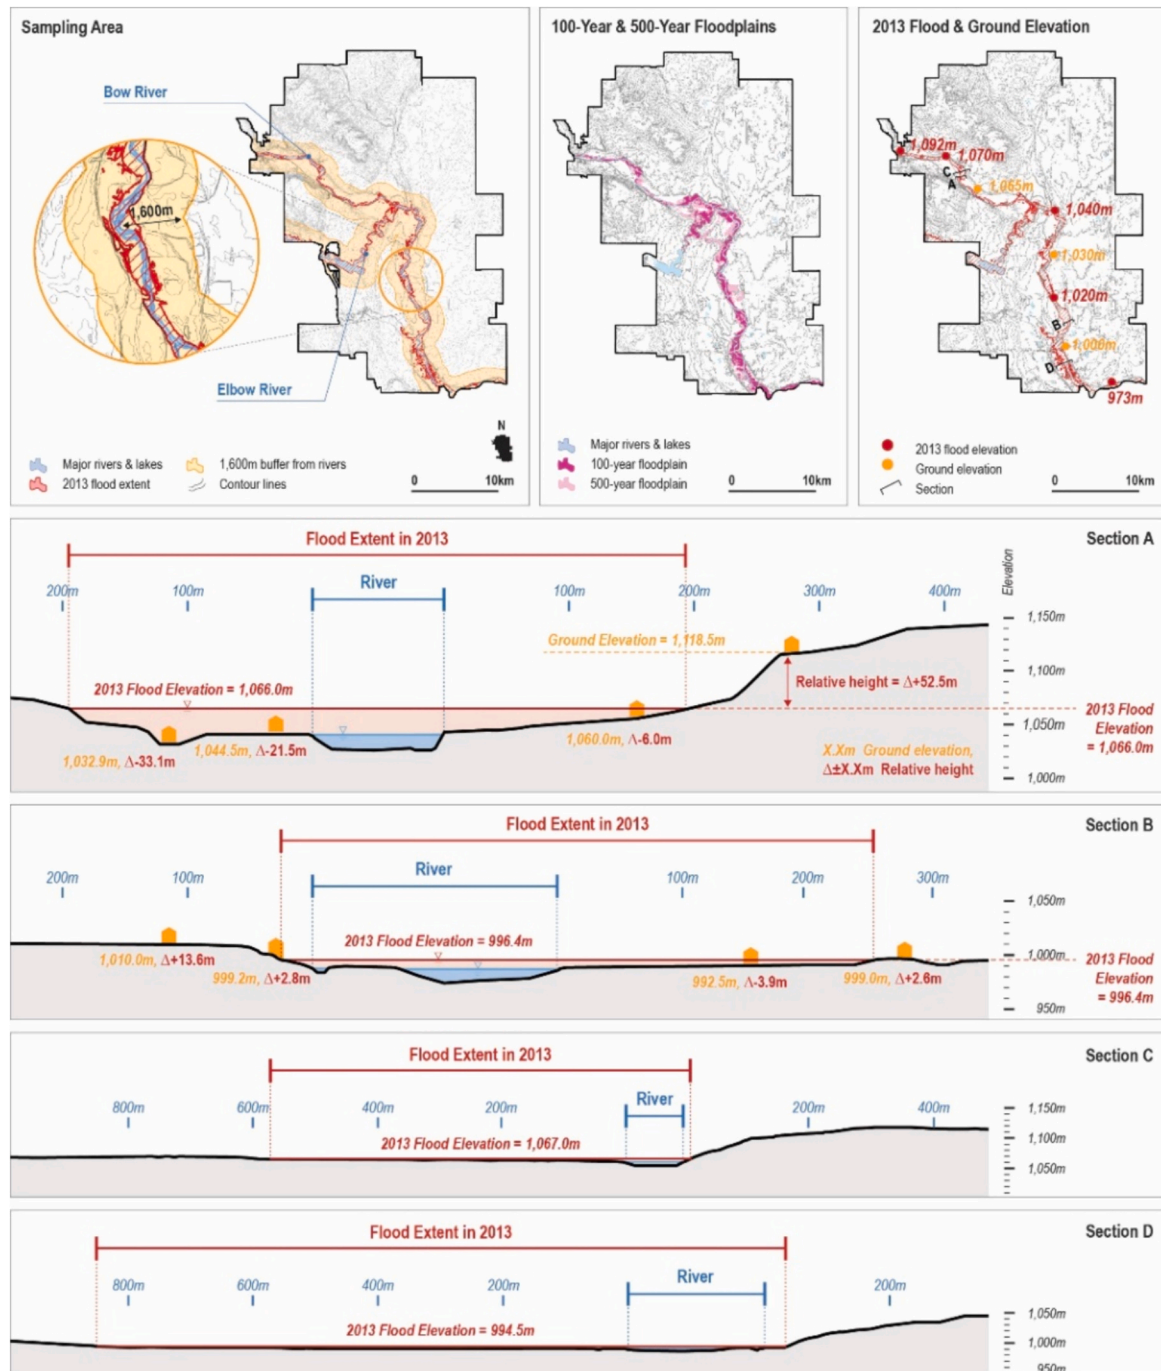 Sampling Area
Bow River
1,600m
Elbow River
N
Major rivers & lakes
1,600m buffer from rivers
2013 flood extent
Contour lines
0 10km
100-Year & 500-Year Floodplains
Major rivers & lakes
100-year floodplain
500-year floodplain
0 10km
2013 Flood & Ground Elevation
1,092m
1,070m
C
A
1,065m
1,040m
1,030m
1,020m
B
1,006m
D
973m
2013 flood elevation
Ground elevation
Section
0 10km
Flood Extent in 2013
Section A
Elevation
River
200m 100m 100m 200m 300m 400m
1,150m
Ground Elevation = 1,118.5m
1,100m
Relative height = Δ+52.5m
2013 Flood Elevation = 1,066.0m
2013 Flood
Elevation
= 1,066.0m
1,050m
1,044.5m, Δ-21.5m
1,060.0m, Δ-6.0m
1,032.9m, Δ-33.1m
X.Xm Ground elevation,
Δ±X.Xm Relative height
1,000m
Flood Extent in 2013
Section B
River
200m 100m 100m 200m 300m
1,050m
2013 Flood Elevation = 996.4m
1,000m
2013 Flood
Elevation
= 996.4m
1,010.0m, Δ+13.6m
999.2m, Δ+2.8m
992.5m, Δ-3.9m
999.0m, Δ+2.6m
950m
Flood Extent in 2013
Section C
River
800m 600m 400m 200m 200m 400m
1,150m
2013 Flood Elevation = 1,067.0m
1,100m
1,050m
Flood Extent in 2013
Section D
River
800m 600m 400m 200m 200m
1,050m
2013 Flood Elevation = 994.5m
1,000m
950m